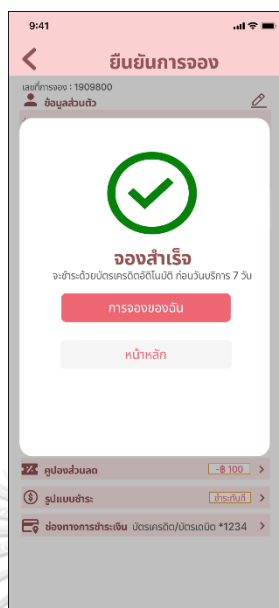 9:41
ยืนยันการจอง
เลขที่การจอง : 1909800
ข้อมูลส่วนตัว
จองสำเร็จ
จะชำระด้วยบัตรเครดิตอัตโนมัติ ก่อนวันบริการ 7 วัน
การจองของฉัน
หน้าหลัก
คูปองส่วนลด -฿ 100
รูปแบบชำระ ชำระทันที
ช่องทางการชำระเงิน บัตรเครดิต/บัตรเดบิต *1234